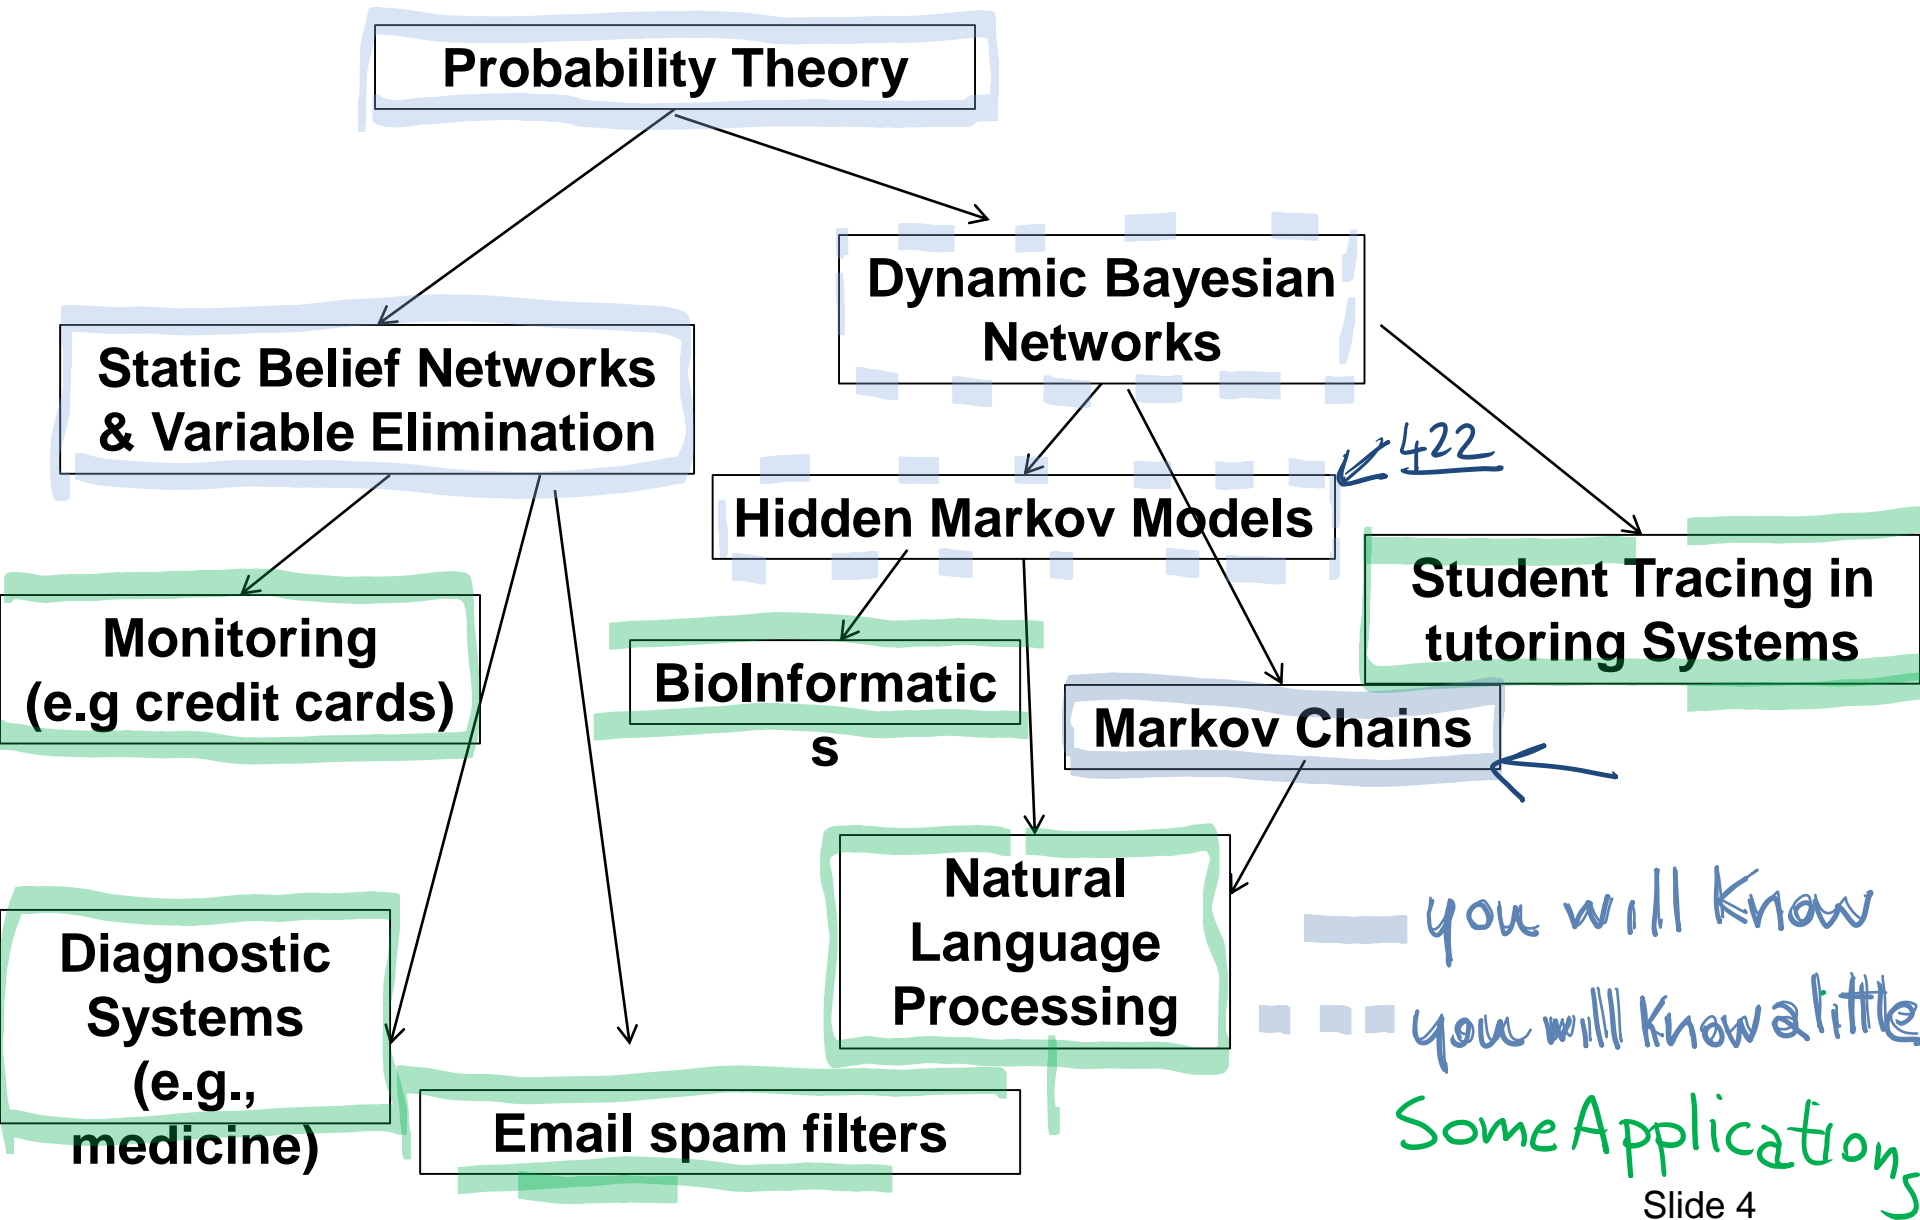 Probability Theory
Dynamic Bayesian
Networks
Static Belief Networks
& Variable Elimination
422
Hidden Markov Models
Student Tracing in
tutoring Systems
Monitoring
(e.g credit cards)
BioInformatic
s
Markov Chains
Natural
Language
Processing
you will know
Diagnostic
Systems
(e.g.,
medicine)
you will know a little
Email spam filters
Some Applications
Slide 4